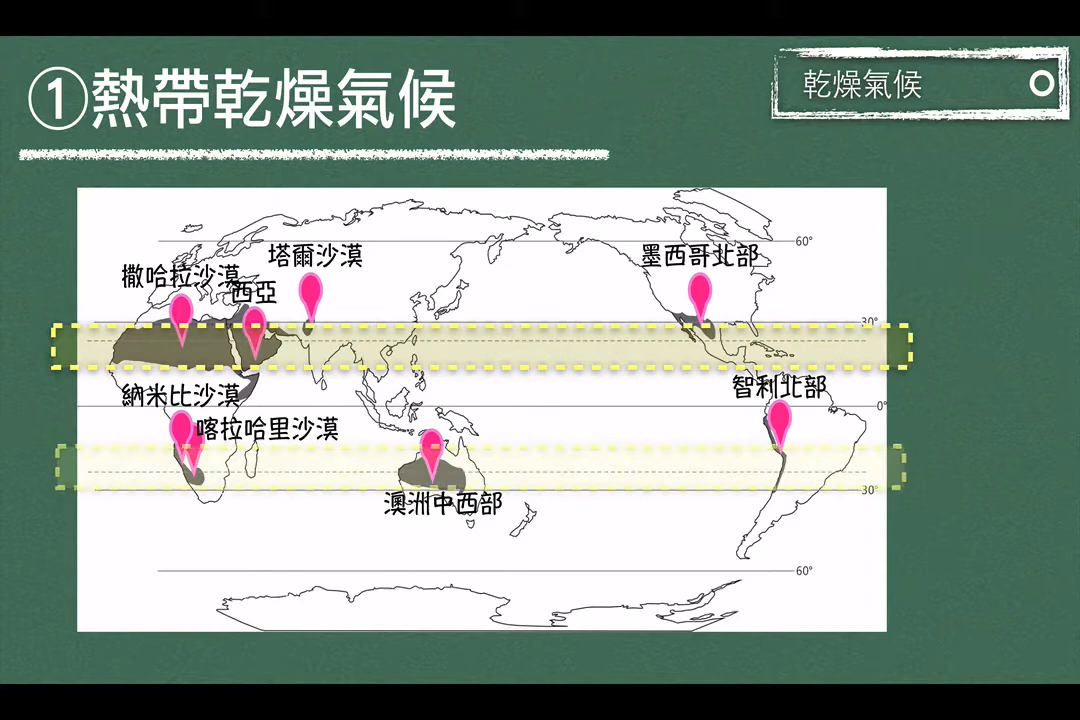 ①熱帶乾燥氣候
乾燥氣候
60°
塔爾沙漠
墨西哥北部
撒哈拉沙漠
西亞
30°
納米比沙漠
智利北部
0°
喀拉哈里沙漠
30°
澳洲中西部
60°